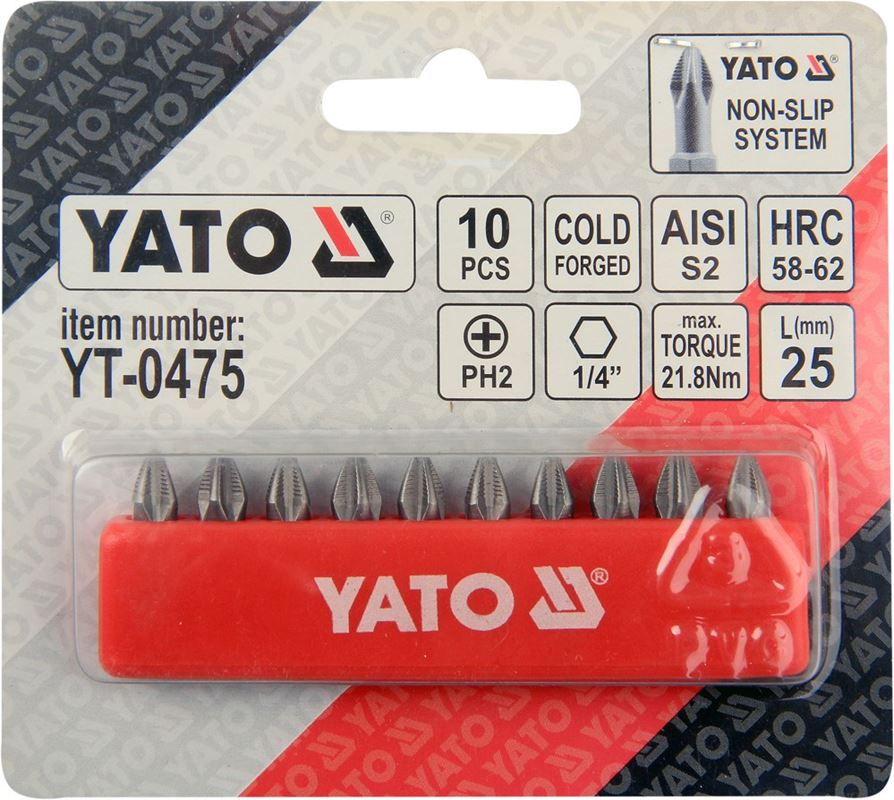 YATO ®
NON-SLIP
SYSTEM
YATO ®
item number:
YT-0475
10
PCS
COLD
FORGED
AISI
S2
HRC
58-62
PH2
1/4”
max.
TORQUE
21.8Nm
L(mm)
25
YATO ®